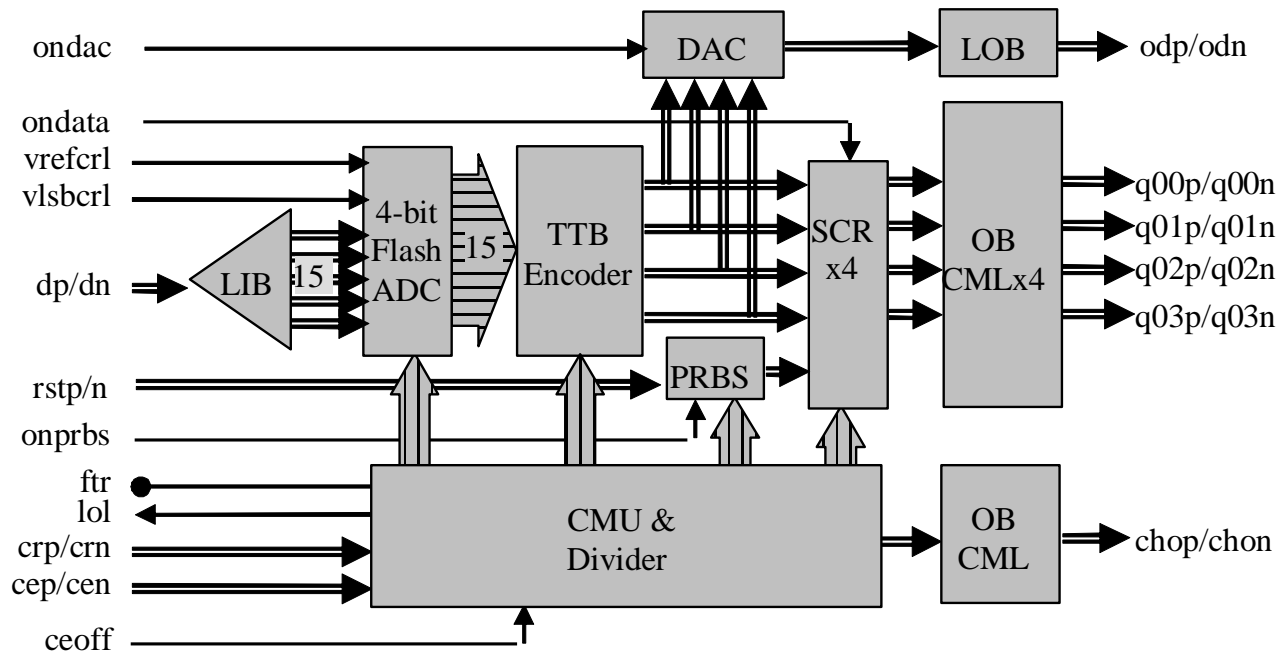 ondac
DAC
LOB
odp/odn
ondata
vrefcrl
vlsbcrl
4-bit
Flash
ADC
15
TTB
Encoder
SCR
x4
OB
CMLx4
q00p/q00n
q01p/q01n
q02p/q02n
q03p/q03n
dp/dn
LIB
15
rstp/n
PRBS
onprbs
ftr
lol
crp/crn
cep/cen
ceoff
CMU &
Divider
OB
CML
chop/chon